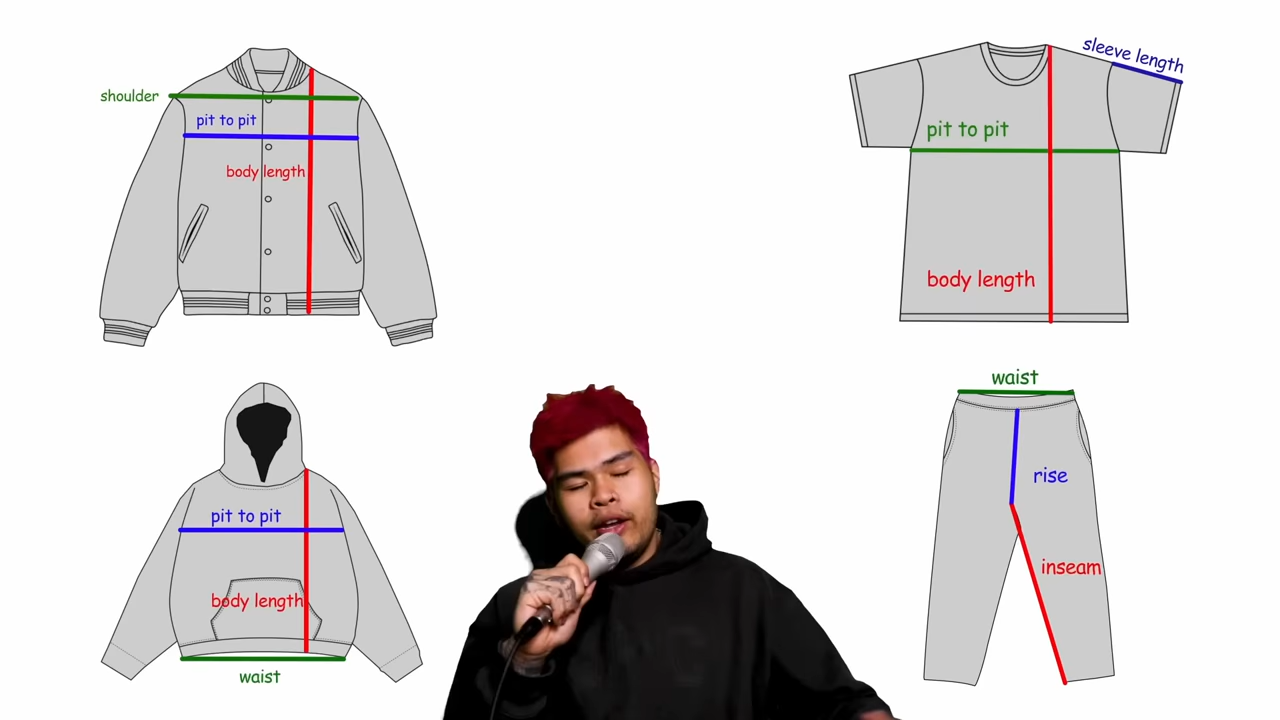 shoulder
pit to pit
body length
sleeve length
pit to pit
body length
pit to pit
body length
waist
waist
rise
inseam